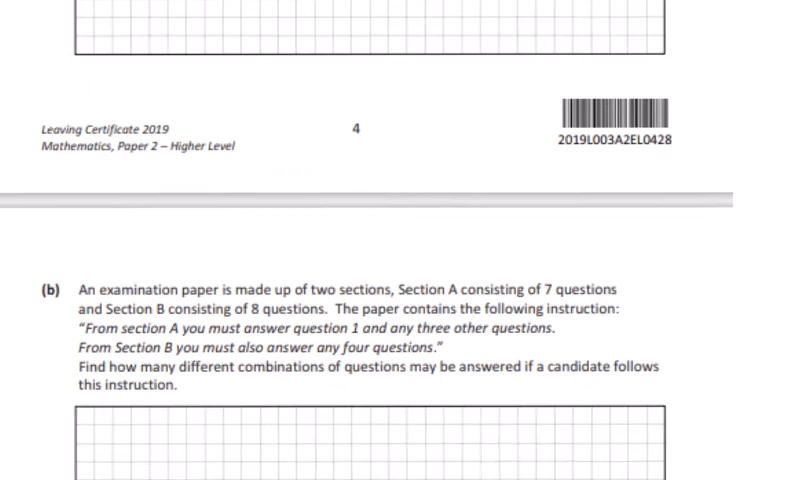 Leaving Certificate 2019
Mathematics, Paper 2 – Higher Level
4
2019L003A2EL0428
(b) An examination paper is made up of two sections, Section A consisting of 7 questions
and Section B consisting of 8 questions. The paper contains the following instruction:
"From section A you must answer question 1 and any three other questions.
From Section B you must also answer any four questions."
Find how many different combinations of questions may be answered if a candidate follows
this instruction.